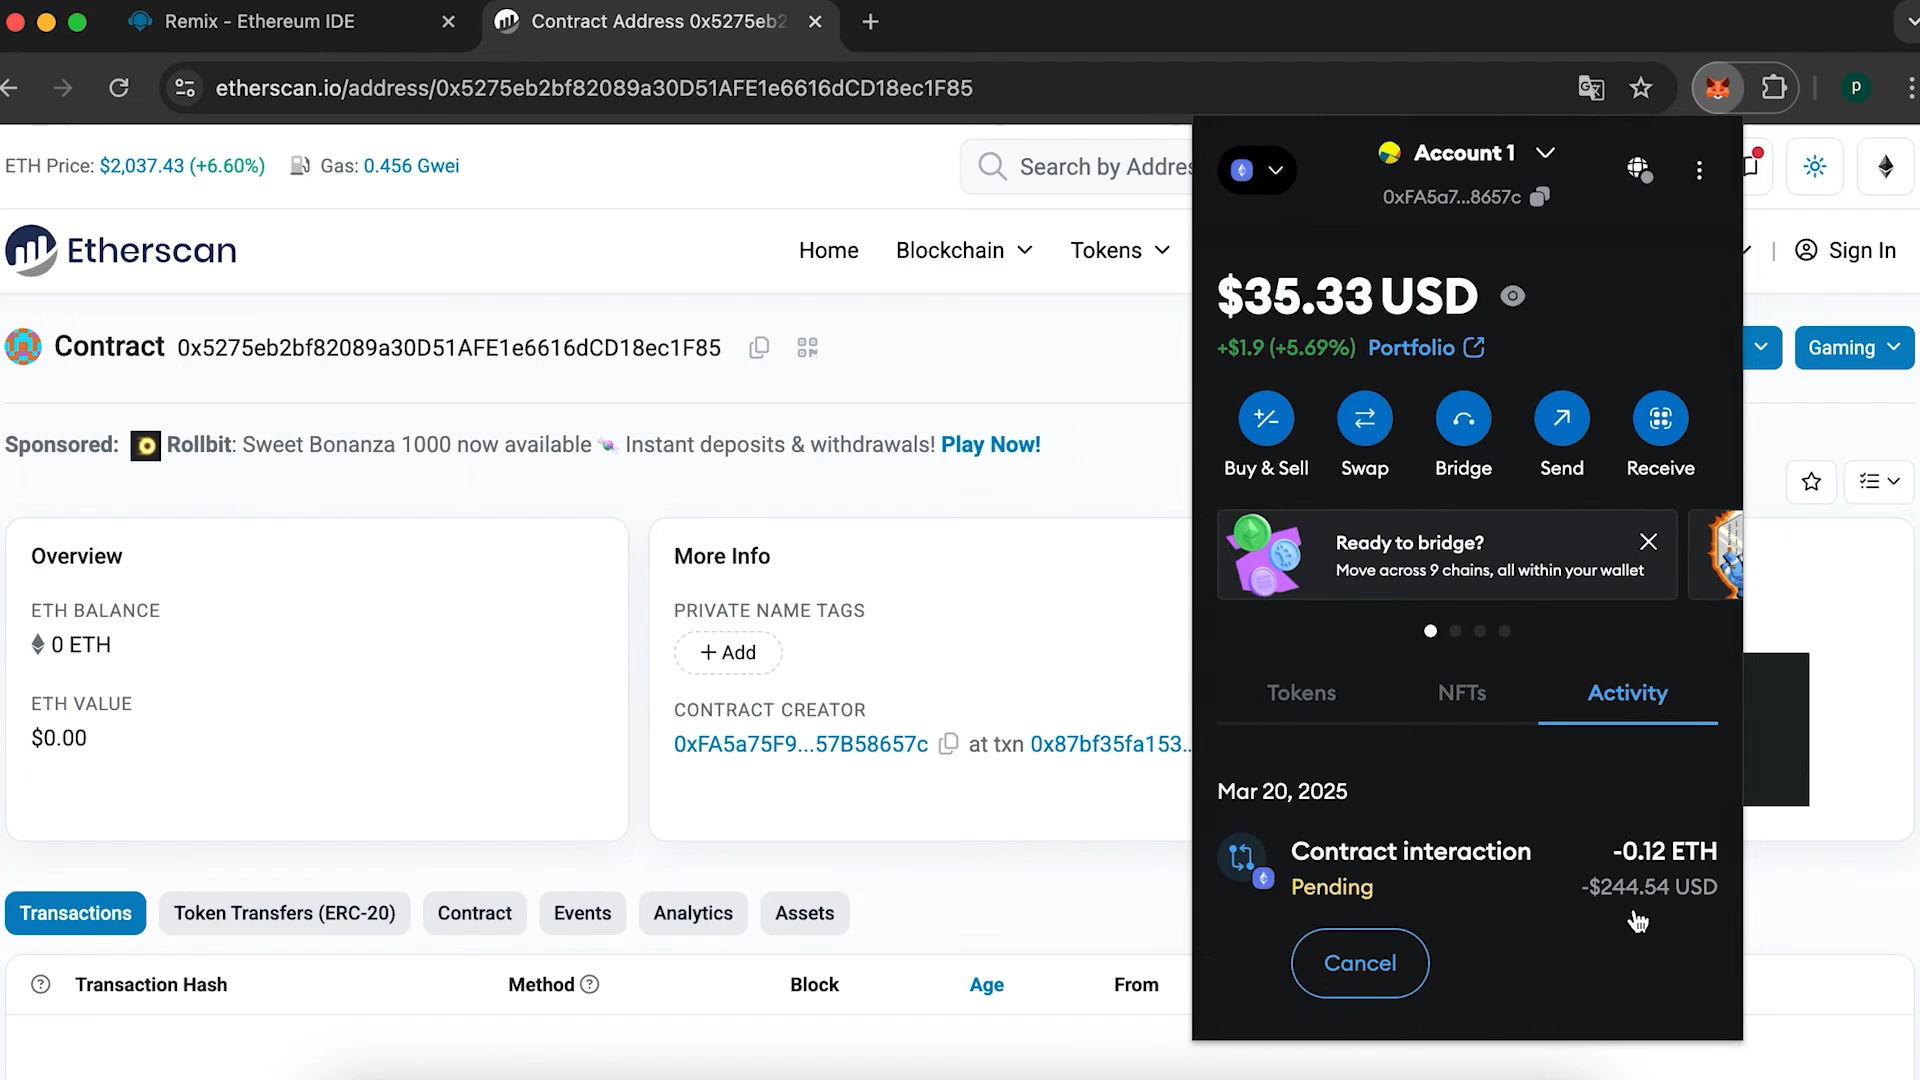 Remix - Ethereum IDE
Contract Address 0x5275eb2
etherscan.io/address/0x5275eb2bf82089a30D51AFE1e6616dCD18ec1F85
p
ETH Price: $2,037.43 (+6.60%) Gas: 0.456 Gwei
Search by Addres
Etherscan
Home Blockchain Tokens
Sign In
Contract 0x5275eb2bf82089a30D51AFE1e6616dCD18ec1F85
Gaming
Sponsored: Rollbit: Sweet Bonanza 1000 now available 🍬 Instant deposits & withdrawals! Play Now!
Overview
ETH BALANCE
0 ETH
ETH VALUE
$0.00
More Info
PRIVATE NAME TAGS
+ Add
CONTRACT CREATOR
0xFA5a75F9...57B58657c at txn 0x87bf35fa153..
Transactions Token Transfers (ERC-20) Contract Events Analytics Assets
Transaction Hash Method Block Age From
Account 1
0xFA5a7...8657c
$35.33 USD
+$1.9 (+5.69%) Portfolio
Buy & Sell Swap Bridge Send Receive
Ready to bridge?
Move across 9 chains, all within your wallet
Tokens NFTs Activity
Mar 20, 2025
Contract interaction -0.12 ETH
Pending -$244.54 USD
Cancel